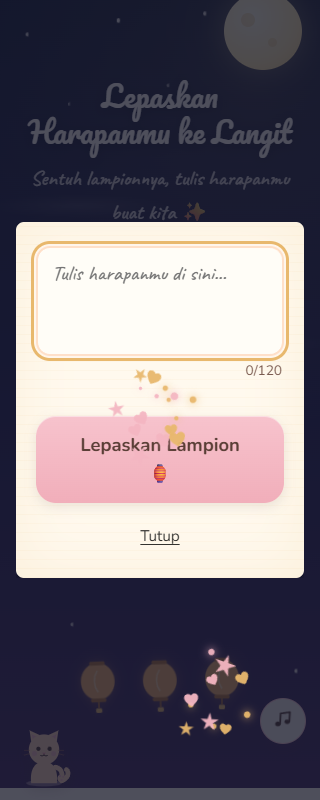 Lepaskan
Harapanmu ke Langit
Sentuh lampionnya, tulis harapanmu
buat kita ✨
Tulis harapanmu di sini...
0/120
Lepaskan Lampion
🏮
Tutup